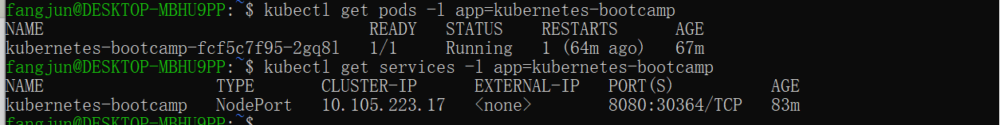 fangjun@DESKTOP-MBHU9PP:~$ kubectl get pods -l app=kubernetes-bootcamp
NAME READY STATUS RESTARTS AGE
kubernetes-bootcamp-fcf5c7f95-2gq8l 1/1 Running 1 (64m ago) 67m
fangjun@DESKTOP-MBHU9PP:~$ kubectl get services -l app=kubernetes-bootcamp
NAME TYPE CLUSTER-IP EXTERNAL-IP PORT(S) AGE
kubernetes-bootcamp NodePort 10.105.223.17 <none> 8080:30364/TCP 83m
fangjun@DESKTOP-MBHU9PP:~$